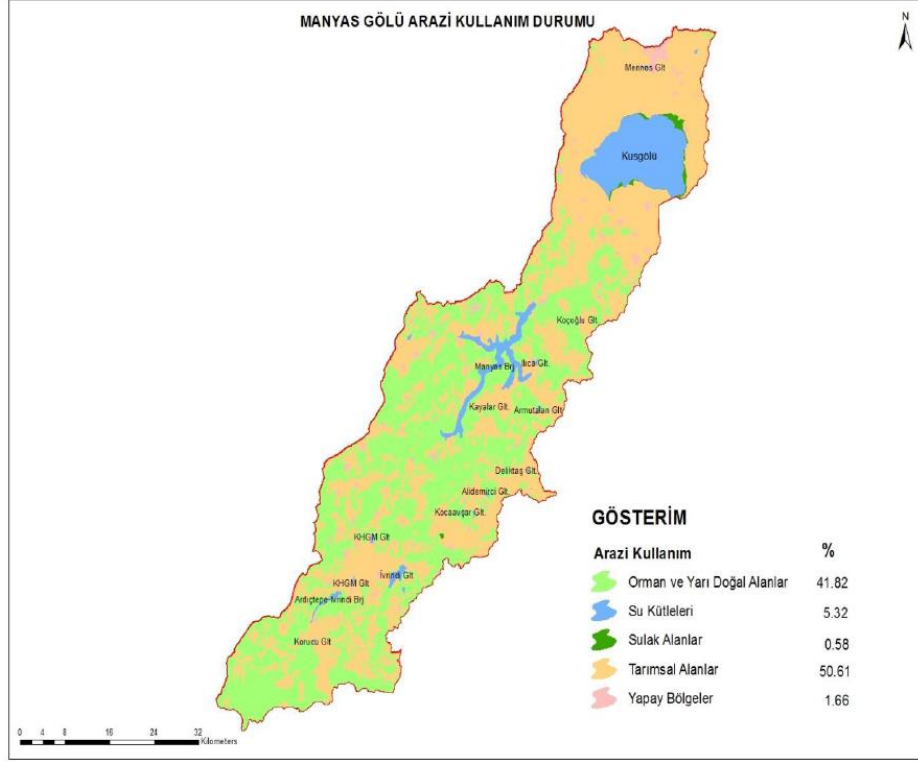 MANYAS GÖLÜ ARAZİ KULLANIM DURUMU
N
Mennes Glt
Kusgölü
Koçoğlu Glt.
Manyas Brj
Ilıca Glt.
Kayalar Glt.
Armutalan Glt
Deliktaş Glt.
Alidemirci Glt.
Kocaavşar Glt.
KHGM Glt
İvrindi Glt
KHGM Glt
Ardıçtepe-İvrindi Brj
Korucu Glt
GÖSTERİM
Arazi Kullanım %
Orman ve Yarı Doğal Alanlar 41.82
Su Kütleleri 5.32
Sulak Alanlar 0.58
Tarımsal Alanlar 50.61
Yapay Bölgeler 1.66
0 4 8 16 24 32
Kilometers